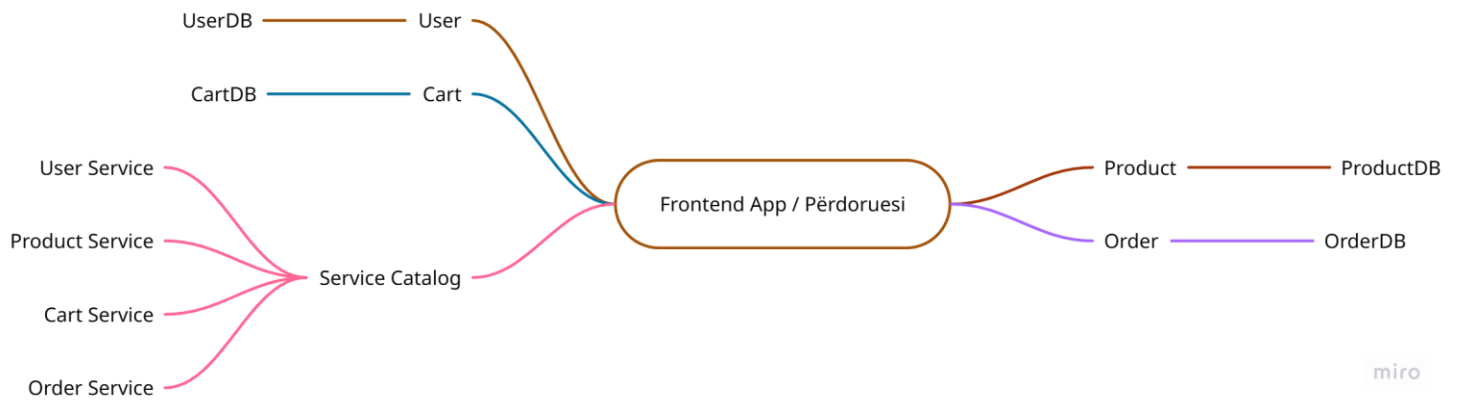 UserDB
User
CartDB
Cart
User Service
Product Service
Service Catalog
Cart Service
Order Service
Frontend App / Përdoruesi
Product
ProductDB
Order
OrderDB
miro